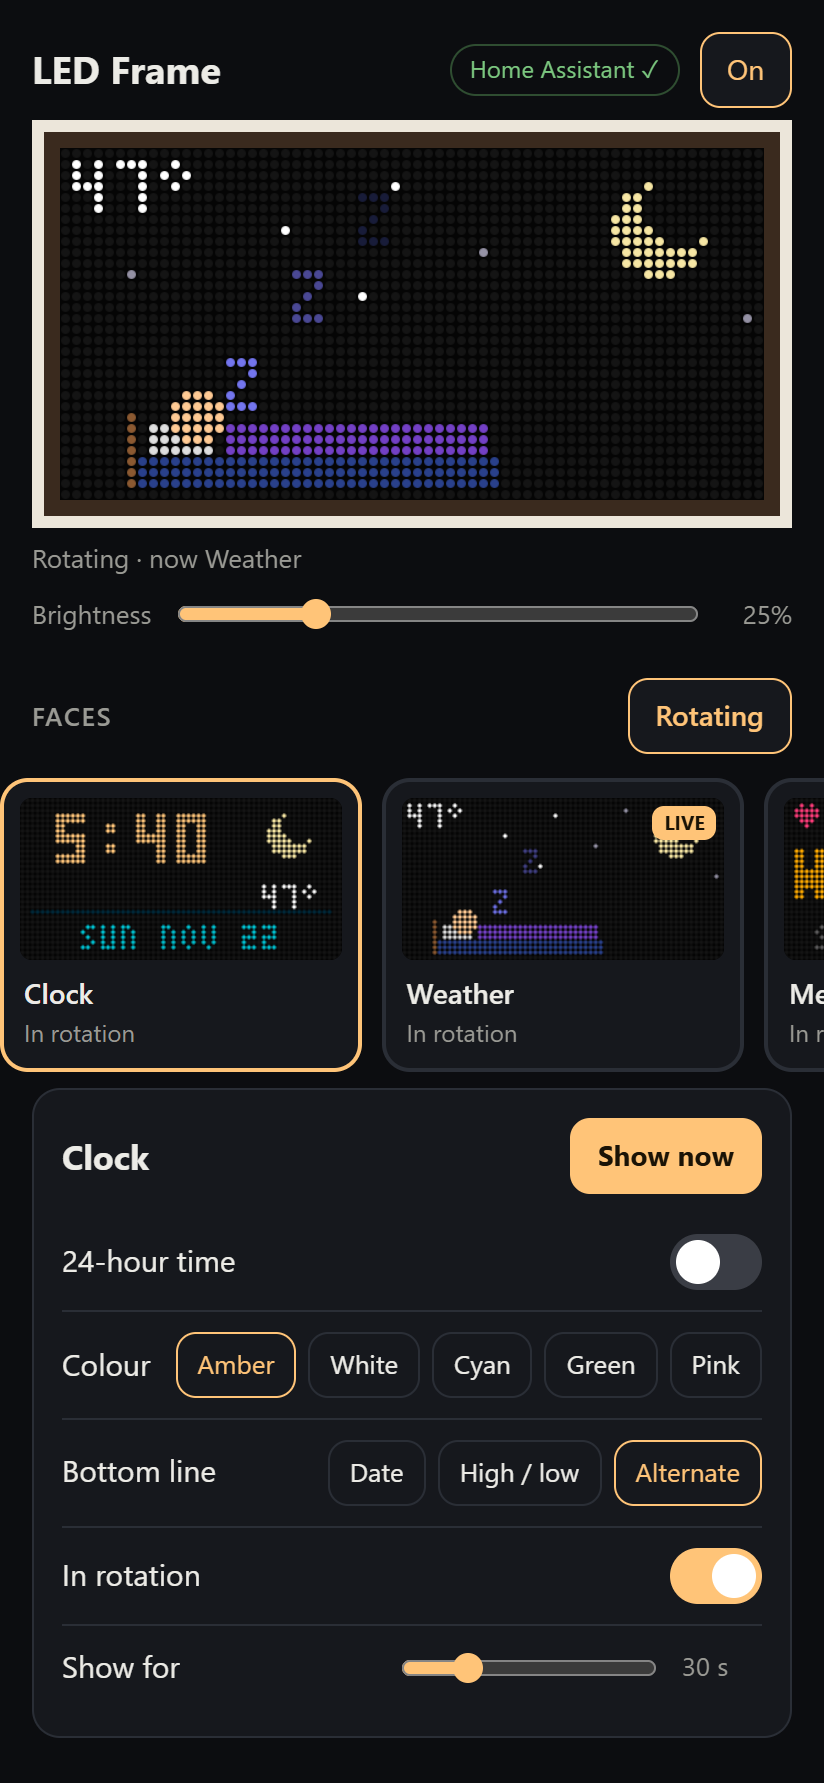 LED Frame
Home Assistant ✓
On
47°
Z
Z
Z
Rotating · now Weather
Brightness
25%
FACES
Rotating
5:40
47°
SUN NOV 22
Clock
In rotation
47°
LIVE
Z
Z
Weather
In rotation
Clock
Show now
24-hour time
Colour
Amber
White
Cyan
Green
Pink
Bottom line
Date
High / low
Alternate
In rotation
Show for
30 s